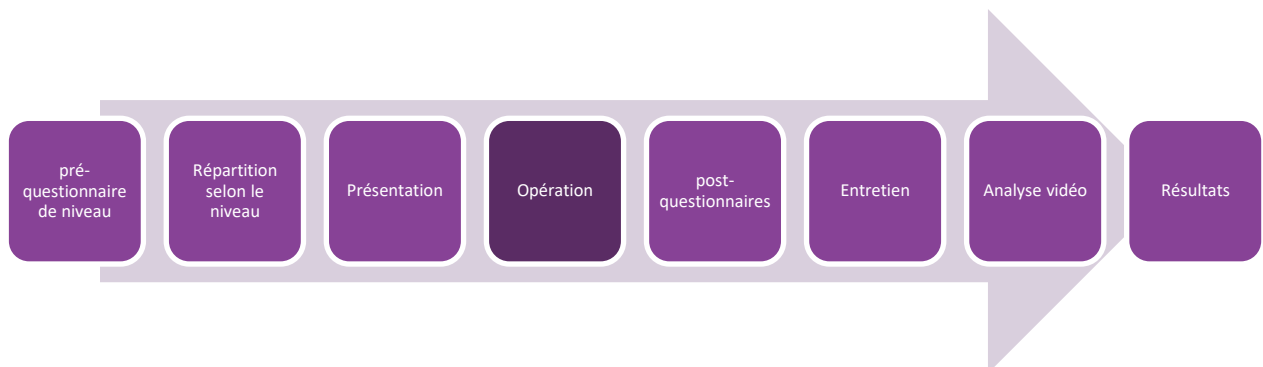 pré-
questionnaire
de niveau
Répartition
selon le
niveau
Présentation
Opération
post-
questionnaires
Entretien
Analyse vidéo
Résultats